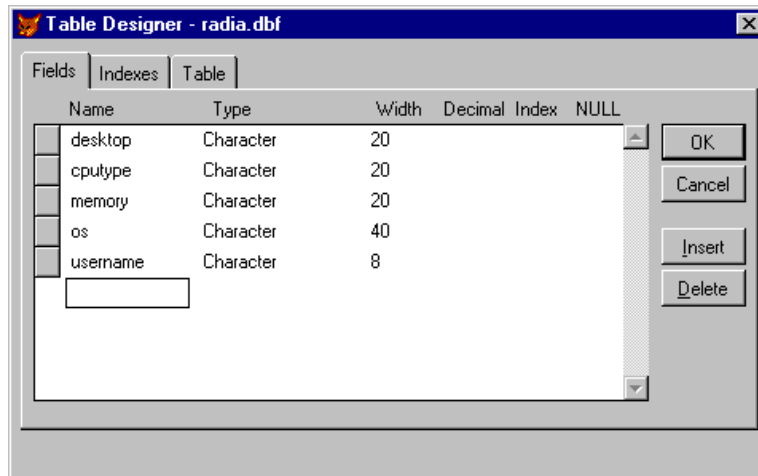 Table Designer - radia.dbf
Fields Indexes Table
Name Type Width Decimal Index NULL
desktop Character 20
cputype Character 20
memory Character 20
os Character 40
username Character 8
OK
Cancel
Insert
Delete